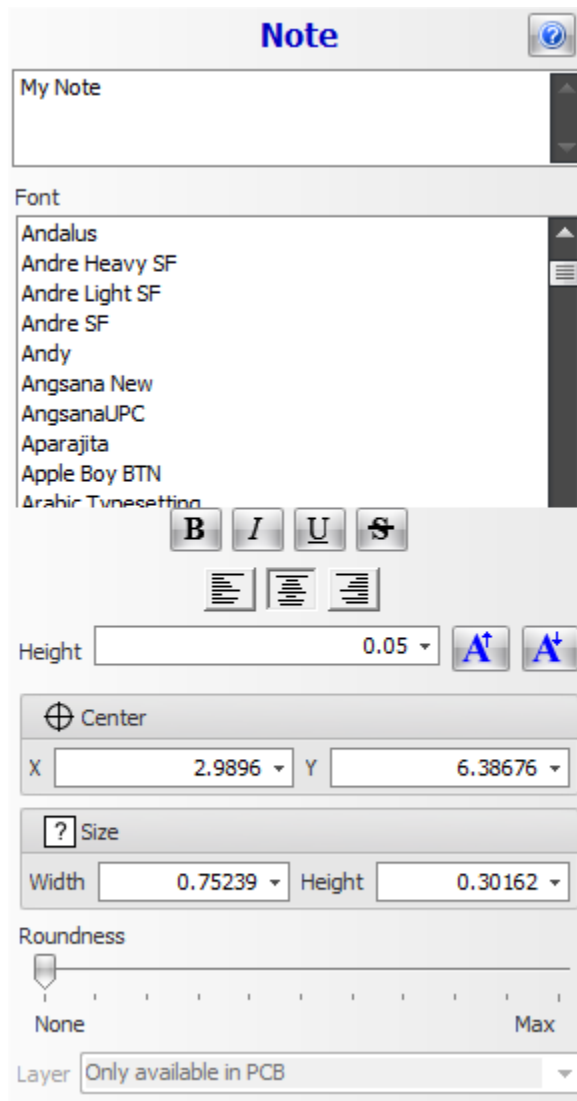 Note
My Note
Font
Andalus
Andre Heavy SF
Andre Light SF
Andre SF
Andy
Angsana New
AngsanaUPC
Aparajita
Apple Boy BTN
Arabic Typesetting
B I U S
Height 0.05 A A
Center
X 2.9896 Y 6.38676
? Size
Width 0.75239 Height 0.30162
Roundness
None Max
Layer Only available in PCB